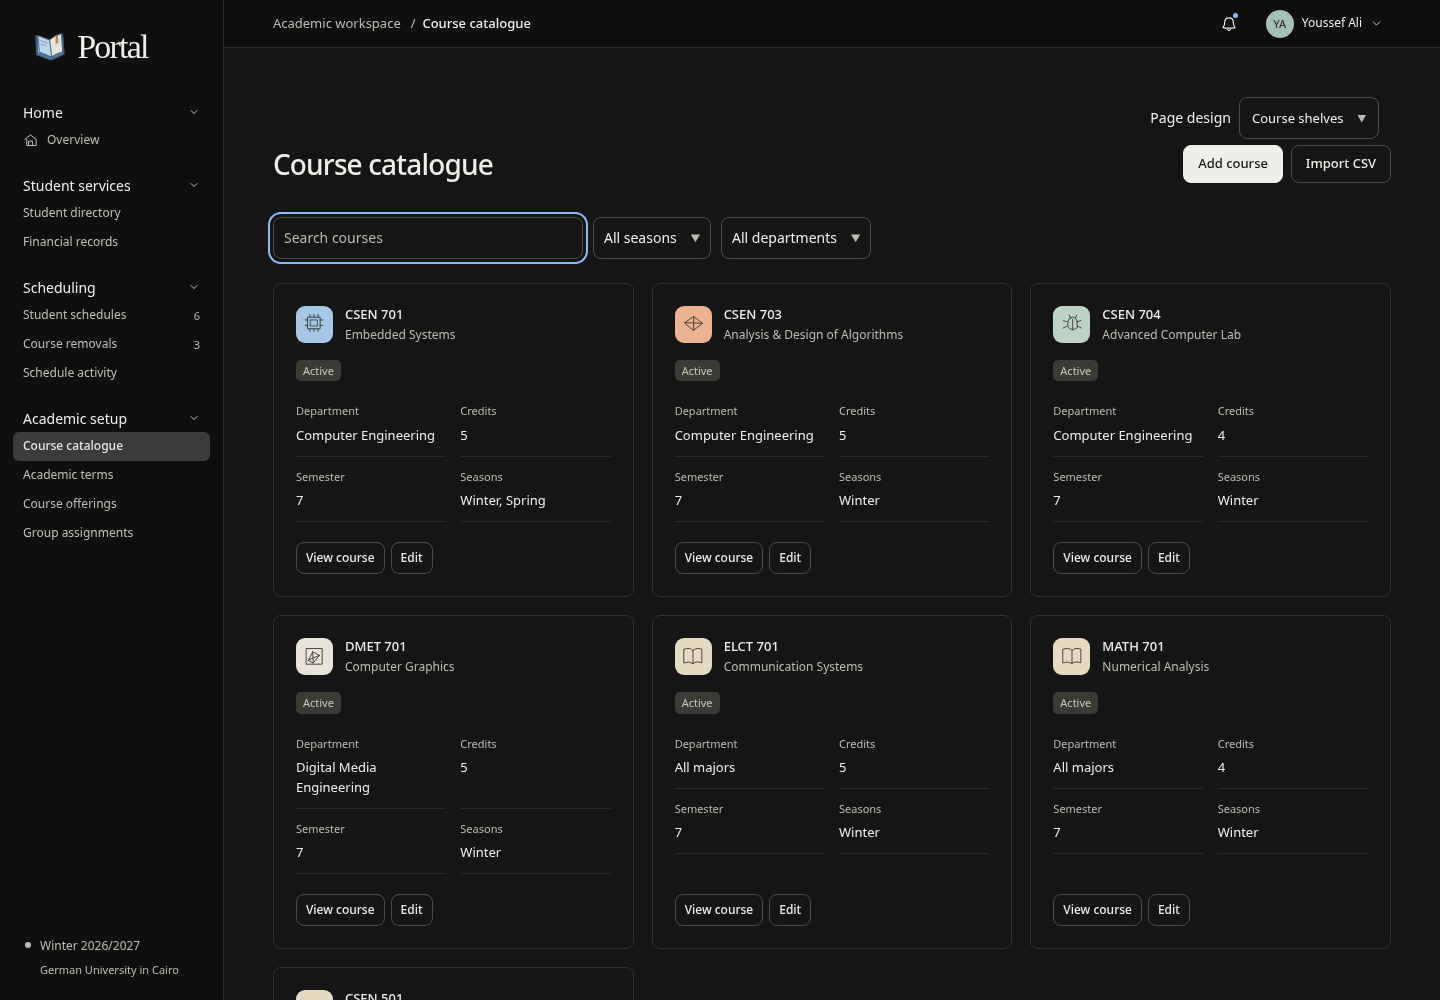 Portal
Home
Overview
Student services
Student directory
Financial records
Scheduling
Student schedules 6
Course removals 3
Schedule activity
Academic setup
Course catalogue
Academic terms
Course offerings
Group assignments
Winter 2026/2027
German University in Cairo
Academic workspace / Course catalogue
YA Youssef Ali
Page design Course shelves
Course catalogue
Add course Import CSV
Search courses All seasons All departments
CSEN 701
Embedded Systems
Active
Department Credits
Computer Engineering 5
Semester Seasons
7 Winter, Spring
View course Edit
CSEN 703
Analysis & Design of Algorithms
Active
Department Credits
Computer Engineering 5
Semester Seasons
7 Winter
View course Edit
CSEN 704
Advanced Computer Lab
Active
Department Credits
Computer Engineering 4
Semester Seasons
7 Winter
View course Edit
DMET 701
Computer Graphics
Active
Department Credits
Digital Media 5
Engineering
Semester Seasons
7 Winter
View course Edit
ELCT 701
Communication Systems
Active
Department Credits
All majors 5
Semester Seasons
7 Winter
View course Edit
MATH 701
Numerical Analysis
Active
Department Credits
All majors 4
Semester Seasons
7 Winter
View course Edit
CSEN 501